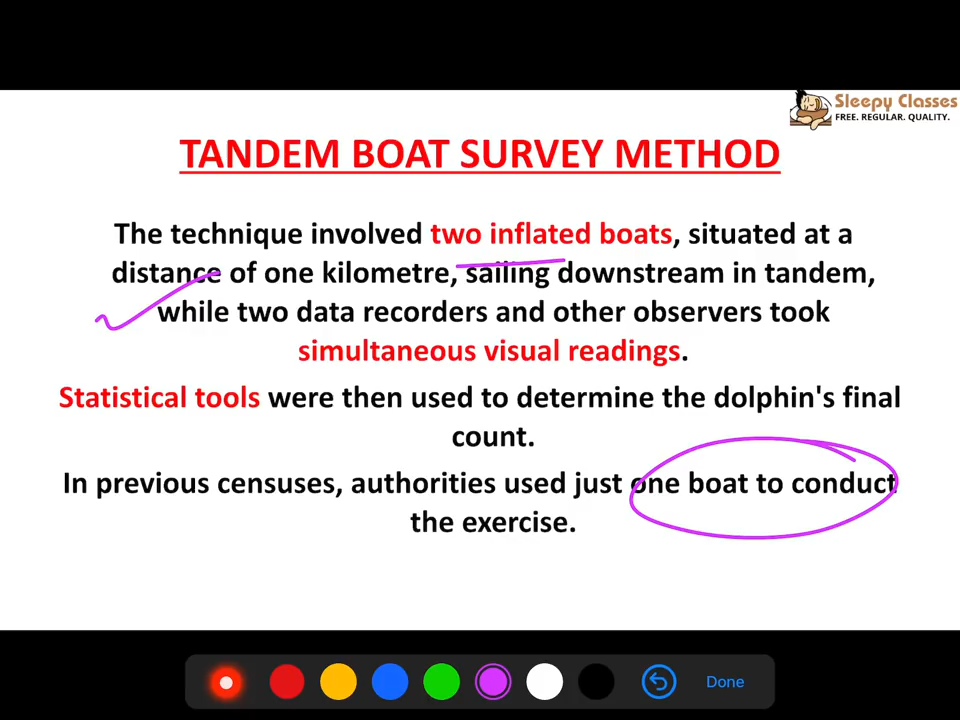 Sleepy Classes
FREE. REGULAR. QUALITY.
TANDEM BOAT SURVEY METHOD
The technique involved two inflated boats, situated at a
distance of one kilometre, sailing downstream in tandem,
while two data recorders and other observers took
simultaneous visual readings.
Statistical tools were then used to determine the dolphin's final
count.
In previous censuses, authorities used just one boat to conduct
the exercise.
Done